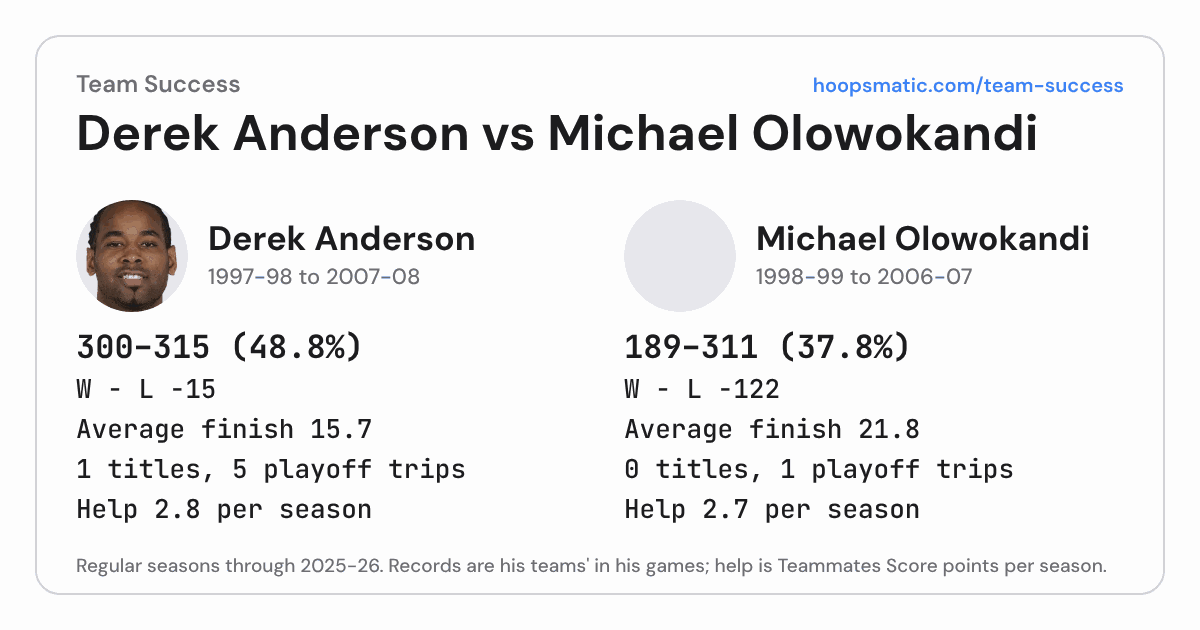 Team Success
hoopsmatic.com/team-success
Derek Anderson vs Michael Olowokandi
Derek Anderson
1997-98 to 2007-08
300-315 (48.8%)
W - L -15
Average finish 15.7
1 titles, 5 playoff trips
Help 2.8 per season
Michael Olowokandi
1998-99 to 2006-07
189-311 (37.8%)
W - L -122
Average finish 21.8
0 titles, 1 playoff trips
Help 2.7 per season
Regular seasons through 2025-26. Records are his teams' in his games; help is Teammates Score points per season.